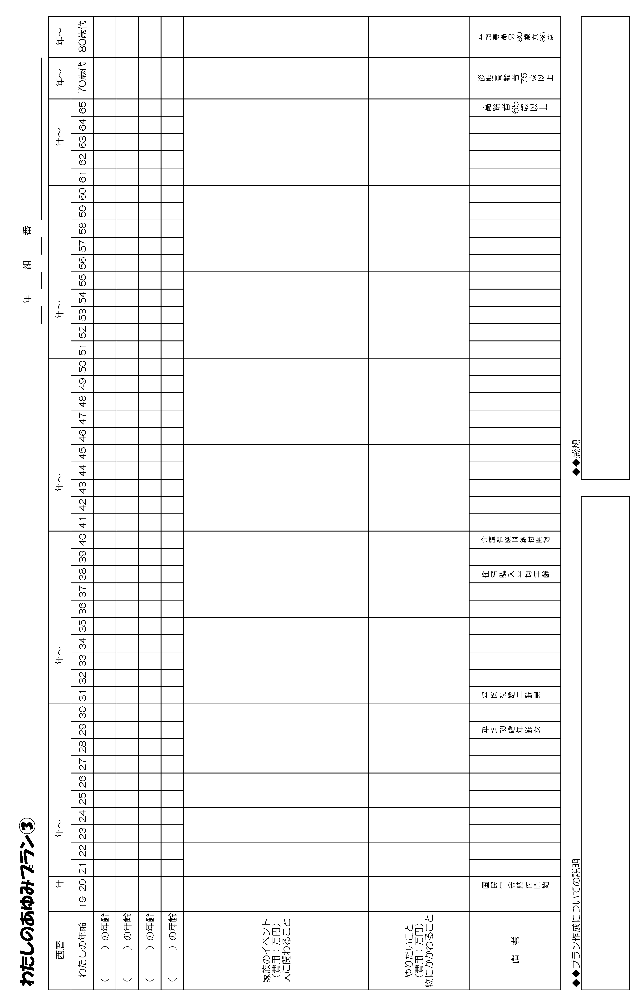 わたしのあゆみプラン③
年　組　番
西暦　年　年～　年～　年～　年～　年～　年～　年～
わたしの年齢　19　20　21　22　23　24　25　26　27　28　29　30　31　32　33　34　35　36　37　38　39　40　41　42　43　44　45　46　47　48　49　50　51　52　53　54　55　56　57　58　59　60　61　62　63　64　65　70歳代　80歳代
（　　）の年齢
（　　）の年齢
（　　）の年齢
（　　）の年齢
家族のイベント
（費用：万円）
人に関わること
やりたいこと
（費用：万円）
物にかかわること
備　考
国民年金納付開始
平均初婚年齢女
平均初婚年齢男
住宅購入平均年齢
介護保険料納付開始
高齢者65歳以上
後期高齢者75歳以上
平均寿命男80歳女86歳
◆◆プラン作成についての説明
◆◆感想